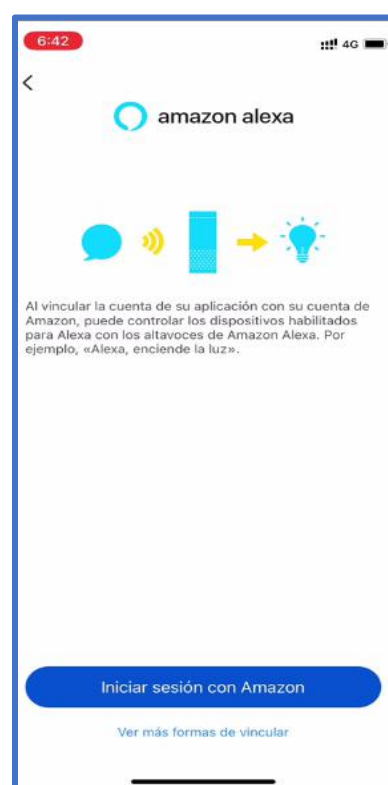 6:42
4G
amazon alexa
Al vincular la cuenta de su aplicación con su cuenta de
Amazon, puede controlar los dispositivos habilitados
para Alexa con los altavoces de Amazon Alexa. Por
ejemplo, «Alexa, enciende la luz».
Iniciar sesión con Amazon
Ver más formas de vincular